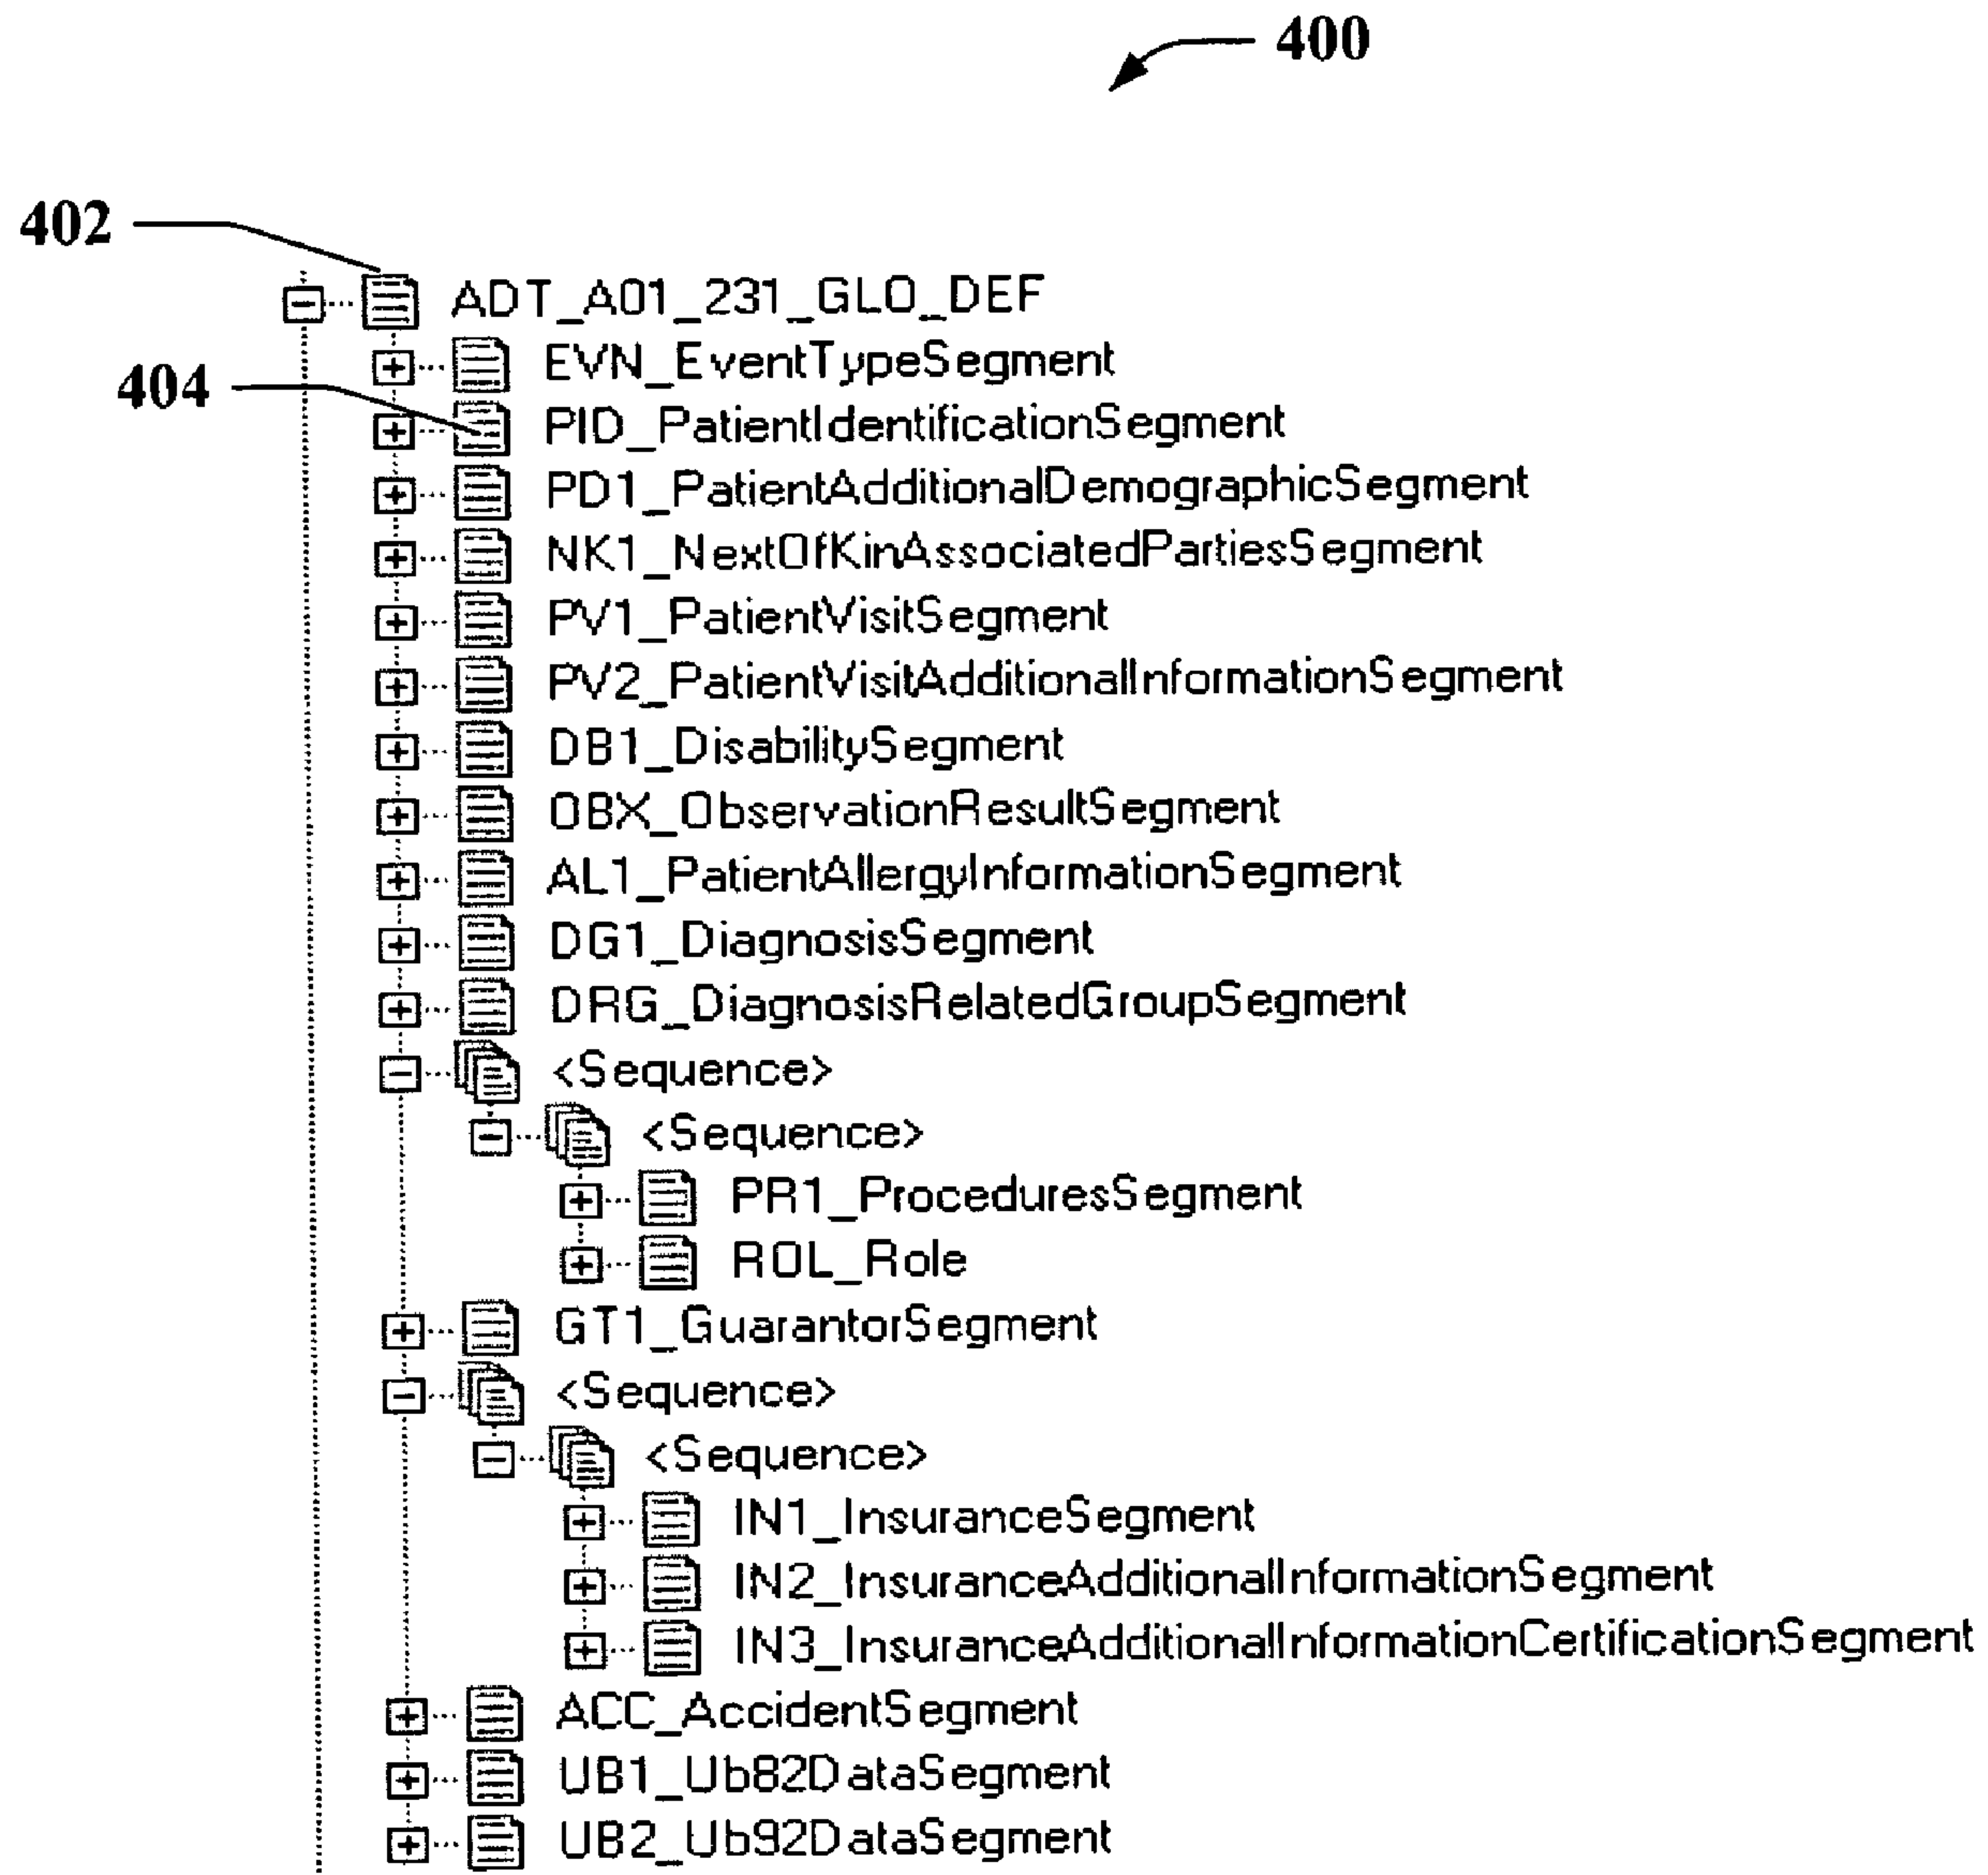 400
402
ADT_A01_231_GLO_DEF
EVN_EventTypeSegment
404
PID_PatientIdentificationSegment
PD1_PatientAdditionalDemographicSegment
NK1_NextOfKinAssociatedPartiesSegment
PV1_PatientVisitSegment
PV2_PatientVisitAdditionalInformationSegment
DB1_DisabilitySegment
OBX_ObservationResultSegment
AL1_PatientAllergyInformationSegment
DG1_DiagnosisSegment
DRG_DiagnosisRelatedGroupSegment
<Sequence>
<Sequence>
PR1_ProceduresSegment
ROL_Role
GT1_GuarantorSegment
<Sequence>
<Sequence>
IN1_InsuranceSegment
IN2_InsuranceAdditionalInformationSegment
IN3_InsuranceAdditionalInformationCertificationSegment
ACC_AccidentSegment
UB1_Ub82DataSegment
UB2_Ub92DataSegment